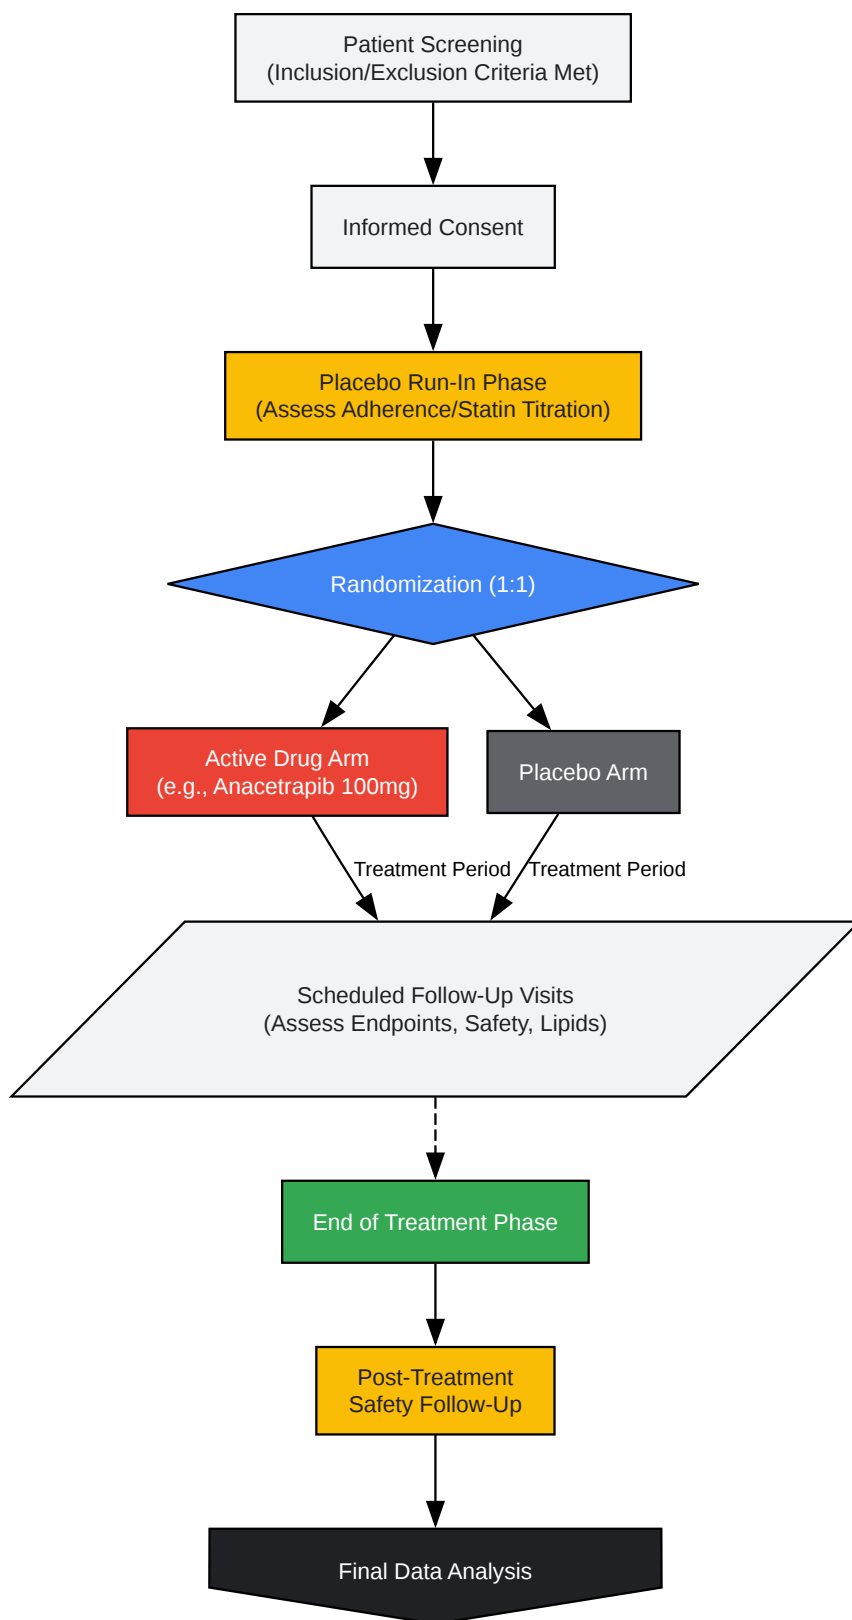 Patient Screening
(Inclusion/Exclusion Criteria Met)
Informed Consent
Placebo Run-In Phase
(Assess Adherence/Statin Titration)
Randomization (1:1)
Active Drug Arm
(e.g., Anacetrapib 100mg)
Placebo Arm
Treatment Period
Treatment Period
Scheduled Follow-Up Visits
(Assess Endpoints, Safety, Lipids)
End of Treatment Phase
Post-Treatment
Safety Follow-Up
Final Data Analysis